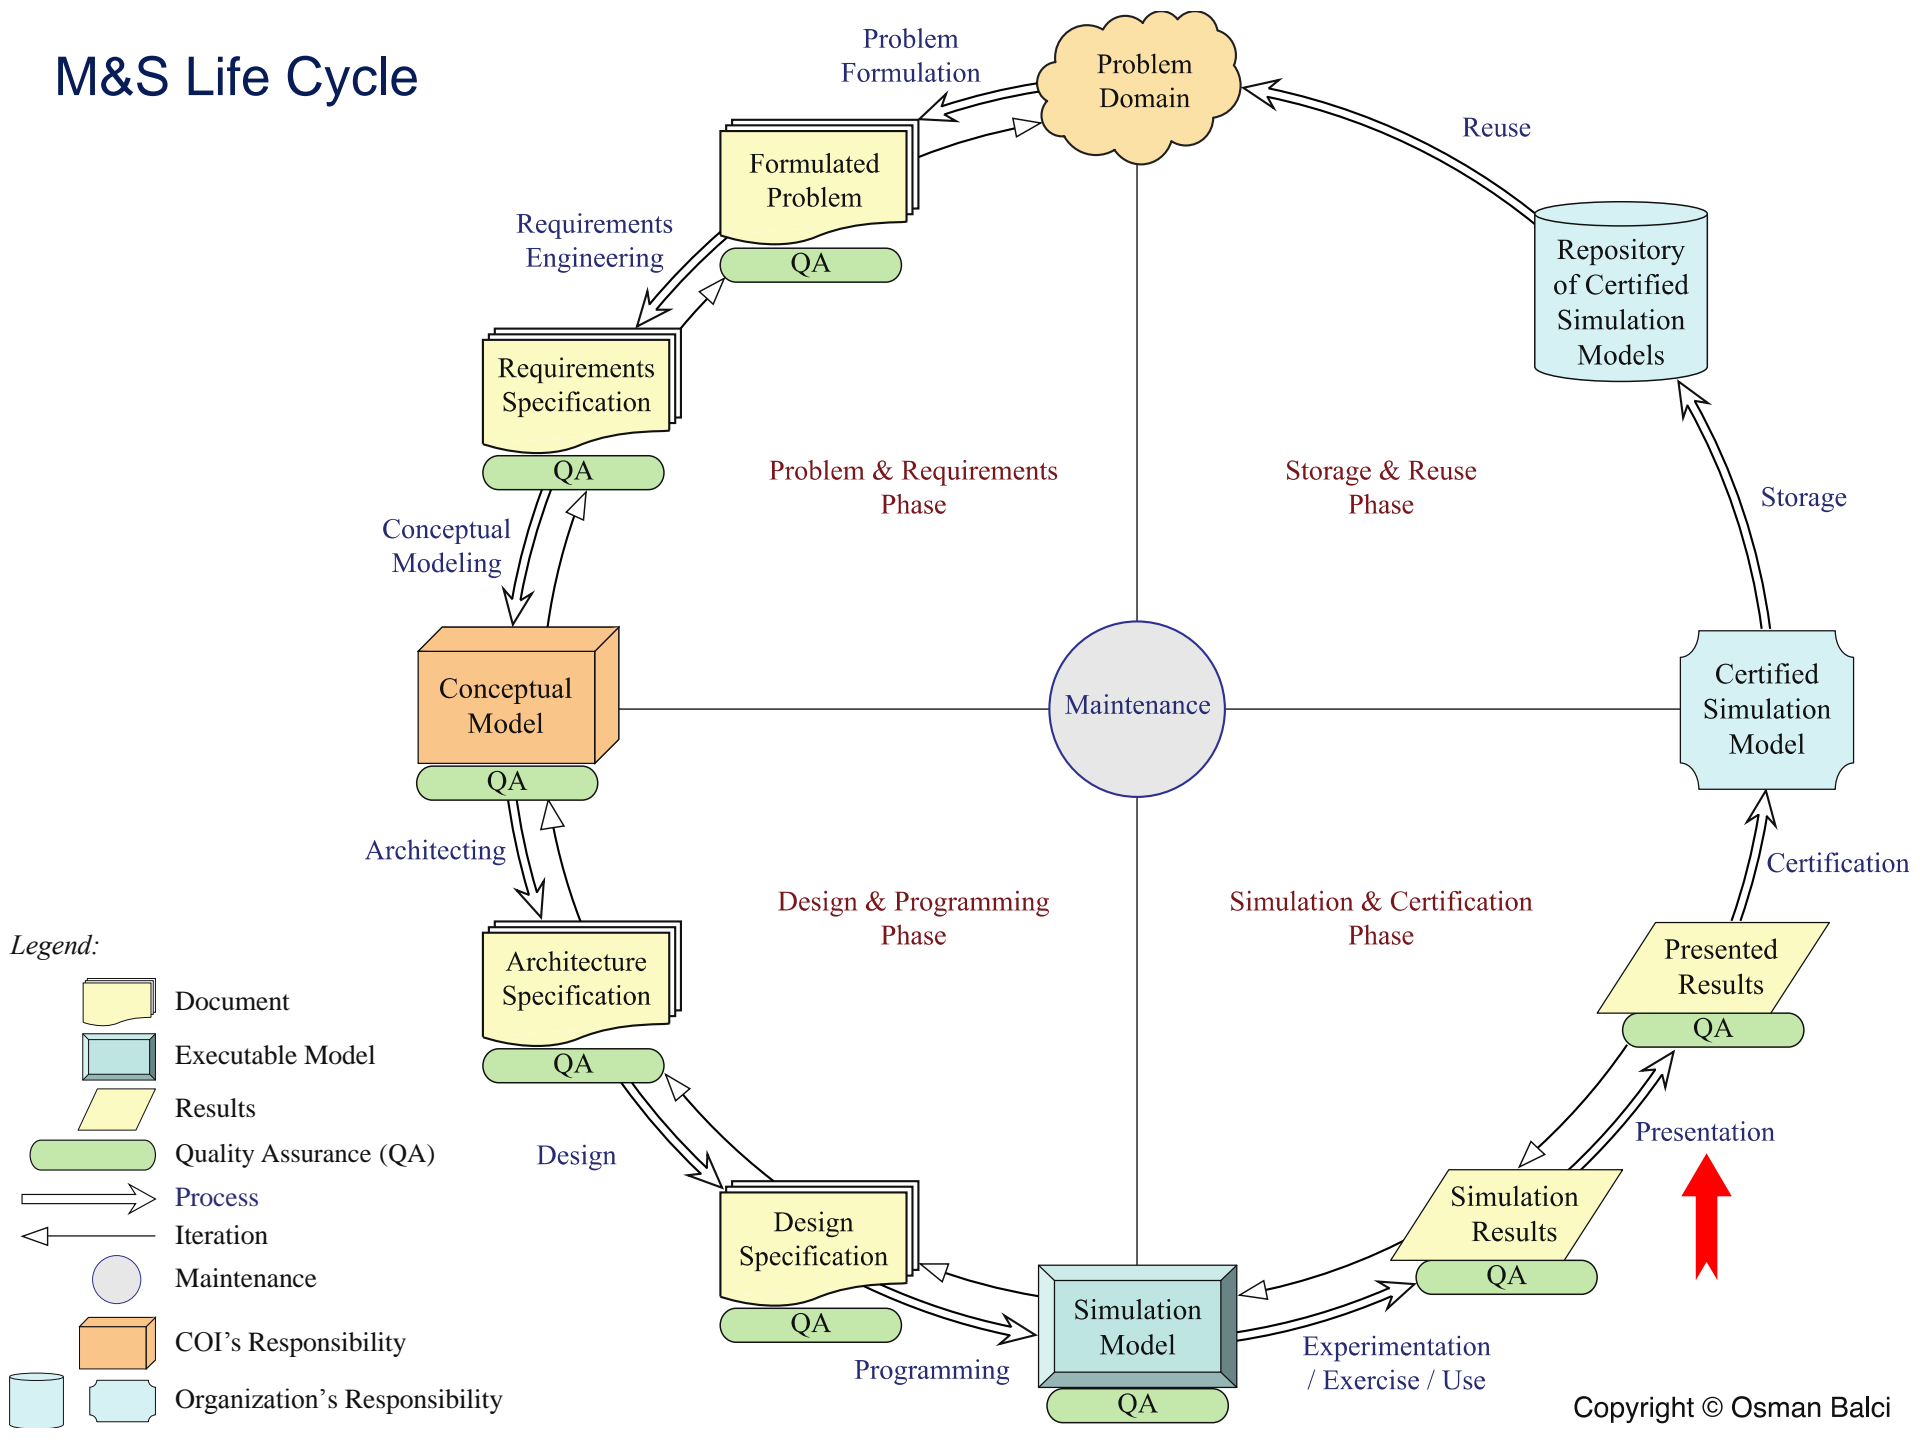 M&S Life Cycle
Problem
Formulation
Problem
Domain
Reuse
Formulated
Problem
QA
Requirements
Engineering
Repository
of Certified
Simulation
Models
Requirements
Specification
QA
Problem & Requirements
Phase
Storage & Reuse
Phase
Storage
Conceptual
Modeling
Conceptual
Model
QA
Maintenance
Certified
Simulation
Model
Architecting
Certification
Design & Programming
Phase
Simulation & Certification
Phase
Architecture
Specification
QA
Presented
Results
QA
Design
Presentation
Design
Specification
QA
Simulation
Results
QA
Programming
Simulation
Model
QA
Experimentation
/ Exercise / Use
Legend:
Document
Executable Model
Results
Quality Assurance (QA)
Process
Iteration
Maintenance
COI’s Responsibility
Organization’s Responsibility
Copyright © Osman Balci